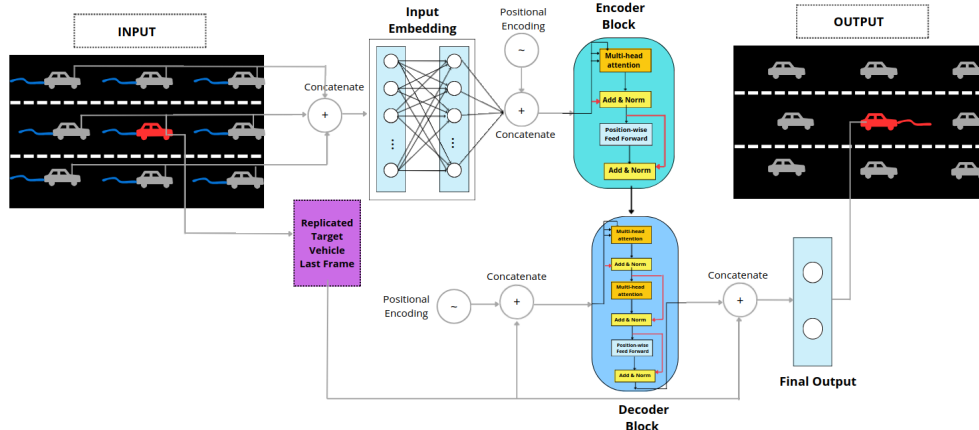 INPUT
Input
Embedding
Positional
Encoding
~
Encoder
Block
OUTPUT
Concatenate
+
+
Concatenate
Multi-head
attention
Add & Norm
Position-wise
Feed Forward
Add & Norm
Replicated
Target
Vehicle
Last Frame
Positional
Encoding
~
Concatenate
+
Multi-head
attention
Add & Norm
Multi-head
attention
Add & Norm
Position-wise
Feed Forward
Add & Norm
Decoder
Block
Concatenate
+
Final Output